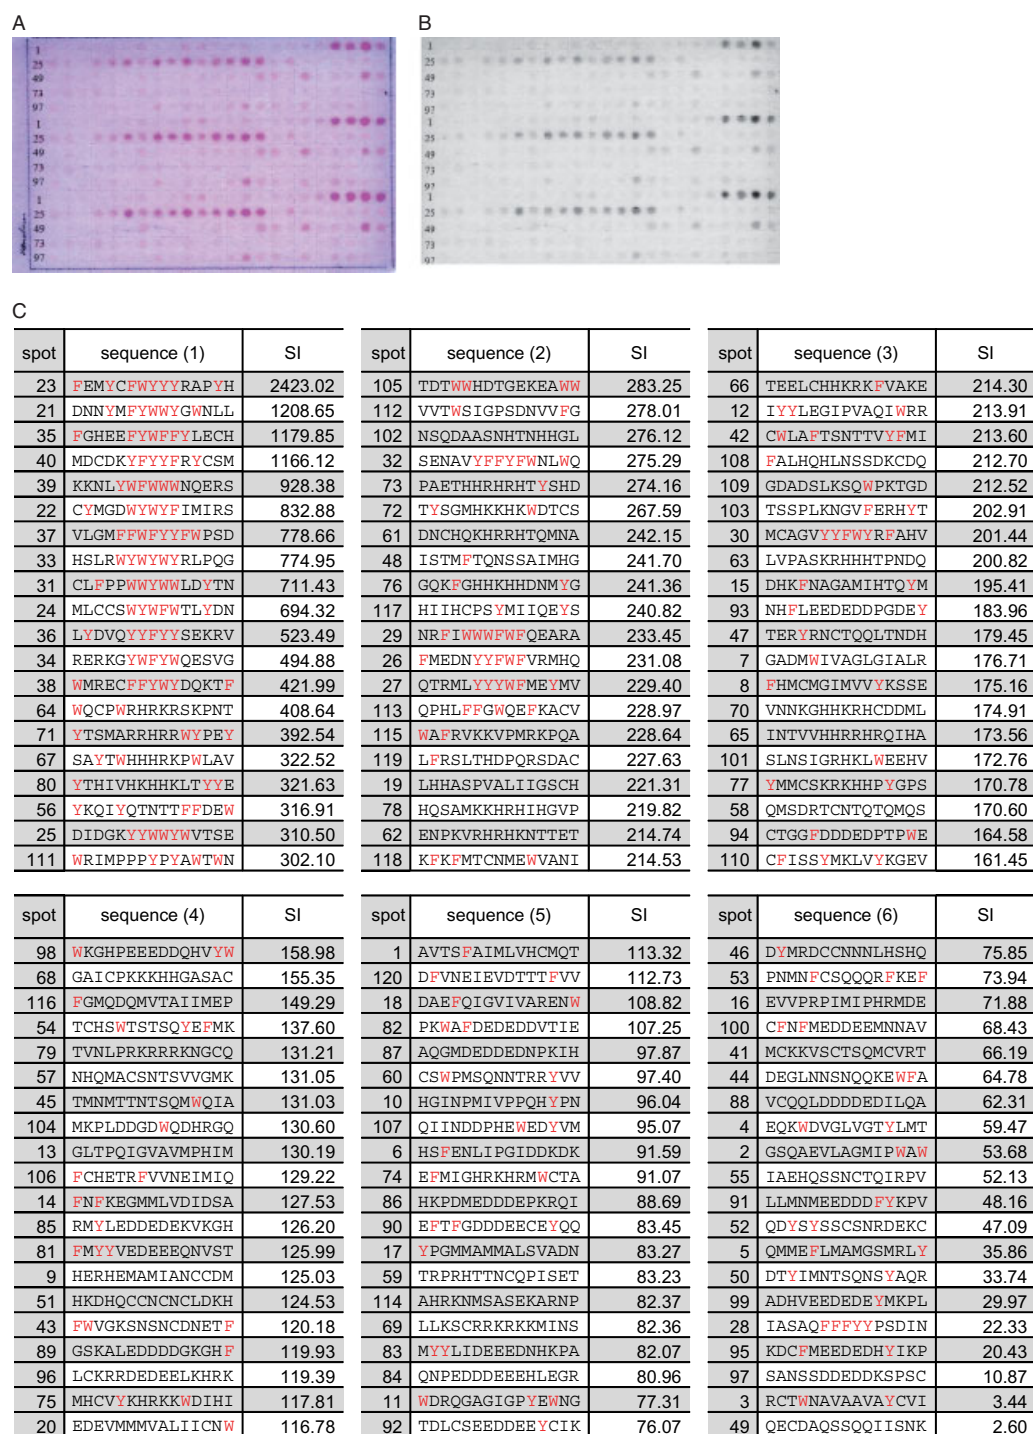 A
B
1
25
49
73
97
1
25
49
73
97
1
25
49
73
97
1
25
49
73
97
1
25
49
73
97
1
25
49
73
97
C
spot sequence (1) SI
23 FEMYCFWYYYRAPYH 2423.02
21 DNNYMFYWWYGWNLL 1208.65
35 FGHEEFYWFFYLECH 1179.85
40 MDCDKYFYYFRYCSM 1166.12
39 KKNLYWFWWWNQERS 928.38
22 CYMGDWYWYFIMIRS 832.88
37 VLGMFFWFYYFWPSD 778.66
33 HSLRWYWYWYRLPQG 774.95
31 CLFPPWWYWWLDYTN 711.43
24 MLCCSWYWFWTLYDN 694.32
36 LYDVQYYFYYSEKRV 523.49
34 RERKGYWFYWQESVG 494.88
38 WMRECFFYWYDQKTF 421.99
64 WQCPWRHRKRSKPNT 408.64
71 YTSMARRHRRWYPEY 392.54
67 SAYTWHHHRKPWLAV 322.52
80 YTHIVHKHHKLTYYE 321.63
56 YKQIYQTNTTFFDEW 316.91
25 DIDGKYYWWYWVTSE 310.50
111 WRIMPPPYPYAWTWN 302.10
spot sequence (2) SI
105 TDTWWHDTGEKEAWW 283.25
112 VVTWSIGPSDNVVFG 278.01
102 NSQDAASNHTNHHGL 276.12
32 SENAVYFFYFWNLWQ 275.29
73 PAETHHRHRHTYSHD 274.16
72 TYSGMHKKHKWDTCS 267.59
61 DNCHQKHRRHTQMNA 242.15
48 ISTMFTQNSSAIMHG 241.70
76 GQKFGHHKHHDNMYG 241.36
117 HIIHCPSYMIIQEYS 240.82
29 NRFIWWWFWFQEARA 233.45
26 FMEDNYYFWFVRMHQ 231.08
27 QTRMLYYYWFMEYMV 229.40
113 QPHLFFGWQEFKACV 228.97
115 WAFRVKKVPMRKPQA 228.64
119 LFRSLTHDPQRSDAC 227.63
19 LHHASPVALIIGSCH 221.31
78 HQSAMKKHRHIHGVP 219.82
62 ENPKVRHRHKNTTET 214.74
118 KFKFMTCNMEWVANI 214.53
spot sequence (3) SI
66 TEELCHHKRKFVAKE 214.30
12 IYYLEGIPVAQIWRR 213.91
42 CWLAFTSNTTVYFMI 213.60
108 FALHQHLNSSDKCDQ 212.70
109 GDADSLKSQWPKTGD 212.52
103 TSSPLKNGVFERHYT 202.91
30 MCAGVYYFWYRFAHV 201.44
63 LVPASKRHHHTPNDQ 200.82
15 DHKFNAGAMIHTQYM 195.41
93 NHFLEEDEDDPGDEY 183.96
47 TERYRNCTQQLTNDH 179.45
7 GADMWIVAGLGIALR 176.71
8 FHMCMGIMVVYKSSE 175.16
70 VNNKGHHKRHCDDML 174.91
65 INTVVHHRRHRQIHA 173.56
101 SLNSIGRHKLWEEHV 172.76
77 YMMCSKRKHHPYGPS 170.78
58 QMSDRTCNTQTQMQS 170.60
94 CTGGFDDDEDPTPWE 164.58
110 CFISSYMKLVYKGEV 161.45
spot sequence (4) SI
98 WKGHPEEEDDQHVYW 158.98
68 GAICPKKKHHGASAC 155.35
116 FGMQDQMVTAIIMEP 149.29
54 TCHSWTSTSQYEFMK 137.60
79 TVNLPRKRRRKNGCQ 131.21
57 NHQMACSNTSVVGMK 131.05
45 TMNMTTNTSQMWQIA 131.03
104 MKPLDDGDWQDHRGQ 130.60
13 GLTPQIGVAVMPHIM 130.19
106 FCHETRFVVNEIMIQ 129.22
14 FNFKEGMMLVDIDSA 127.53
85 RMYLEDDEDEKVKGH 126.20
81 FMYYVEDEEEQNVST 125.99
9 HERHEMAMIANCCDM 125.03
51 HKDHQCCNCNCLDKH 124.53
43 FWVGKSNSNCDNETF 120.18
89 GSKALEDDDDGKGHF 119.93
96 LCKRRDEDEELKHRK 119.39
75 MHCVYKHRKKWDIHI 117.81
20 EDEVMMMVALIICNW 116.78
spot sequence (5) SI
1 AVTSFAIMLVHCMQT 113.32
120 DFVNEIEVDTTTFVV 112.73
18 DAEFQIGVIVARENW 108.82
82 PKWAFDEDEDDVTIE 107.25
87 AQGMDEDDEDNPKIH 97.87
60 CSWPMSQNNTRRYVV 97.40
10 HGINPMIVPPQHYPN 96.04
107 QIINDDPHEWEDYVM 95.07
6 HSFENLIPGIDDKDK 91.59
74 EFMIGHRKHRMWCTA 91.07
86 HKPDMEDDDEPKRQI 88.69
90 EFTFGDDDEECEYQQ 83.45
17 YPGMMAMMALSVADN 83.27
59 TRPRHTTNCQPISET 83.23
114 AHRKNMSASEKARNP 82.37
69 LLKSCRRKRKKMINS 82.36
83 MYYLIDEEEDNHKPA 82.07
84 QNPEDDDEEEHLEGR 80.96
11 WDRQGAGIGPYEWNG 77.31
92 TDLCSEEDDEEYCIK 76.07
spot sequence (6) SI
46 DYMRDCCNNNLHSHQ 75.85
53 PNMNFCSQQQRFKEF 73.94
16 EVVPRPIMIPHRMDE 71.88
100 CFNFMEDDEEMNNAV 68.43
41 MCKKVSCTSQMCVRT 66.19
44 DEGLNNSNQQKEWFA 64.78
88 VCQQLDDDDEDILQA 62.31
4 EQKWDVGLVGTYLMT 59.47
2 GSQAEVLAGMIPWAW 53.68
55 IAEHQSSNCTQIRPV 52.13
91 LLMNMEEDDDFYKPV 48.16
52 QDYSYSSCSNRDEKC 47.09
5 QMMEFLMAMGSMRLY 35.86
50 DTYIMNTSQNSYAQR 33.74
99 ADHVEEDEDEYMKPL 29.97
28 IASAQFFFYYPSDIN 22.33
95 KDCFMEEDEDHYIKP 20.43
97 SANSSDDEDDKSPSC 10.87
3 RCTWNAVAAVAYCVI 3.44
49 QECDAQSSQQIISNK 2.60